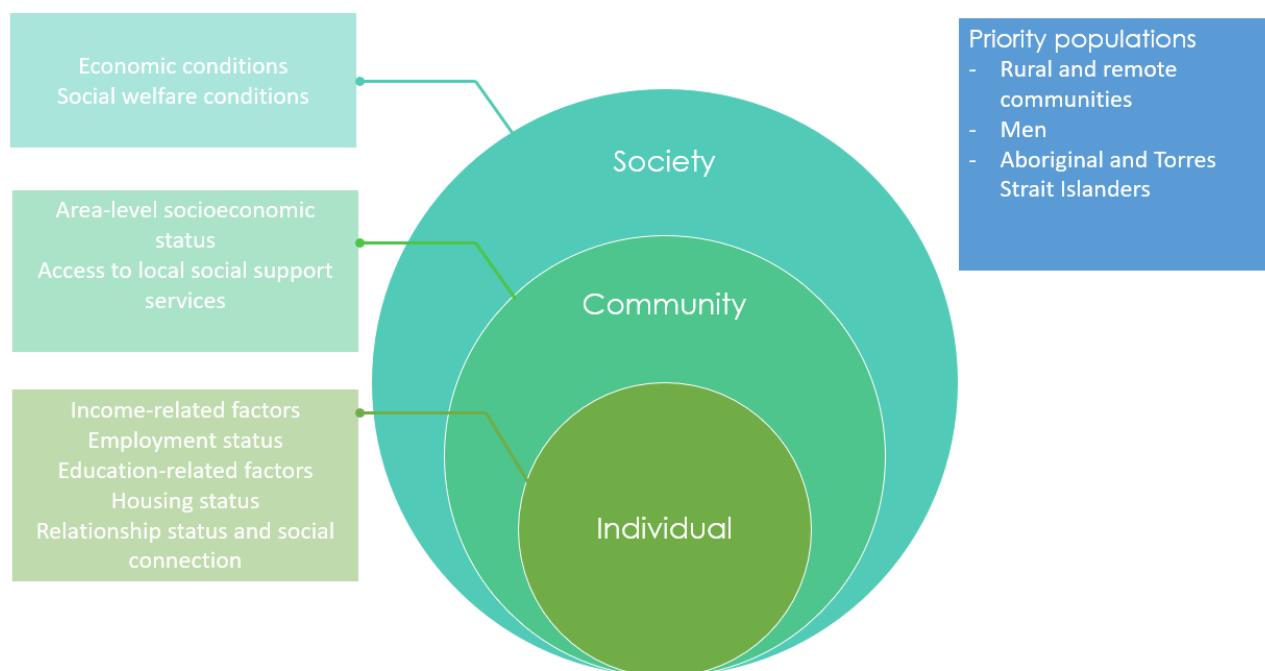 Economic conditions
Social welfare conditions
Area-level socioeconomic
status
Access to local social support
services
Income-related factors
Employment status
Education-related factors
Housing status
Relationship status and social
connection
Society
Community
Individual
Priority populations
- Rural and remote
communities
- Men
- Aboriginal and Torres
Strait Islanders